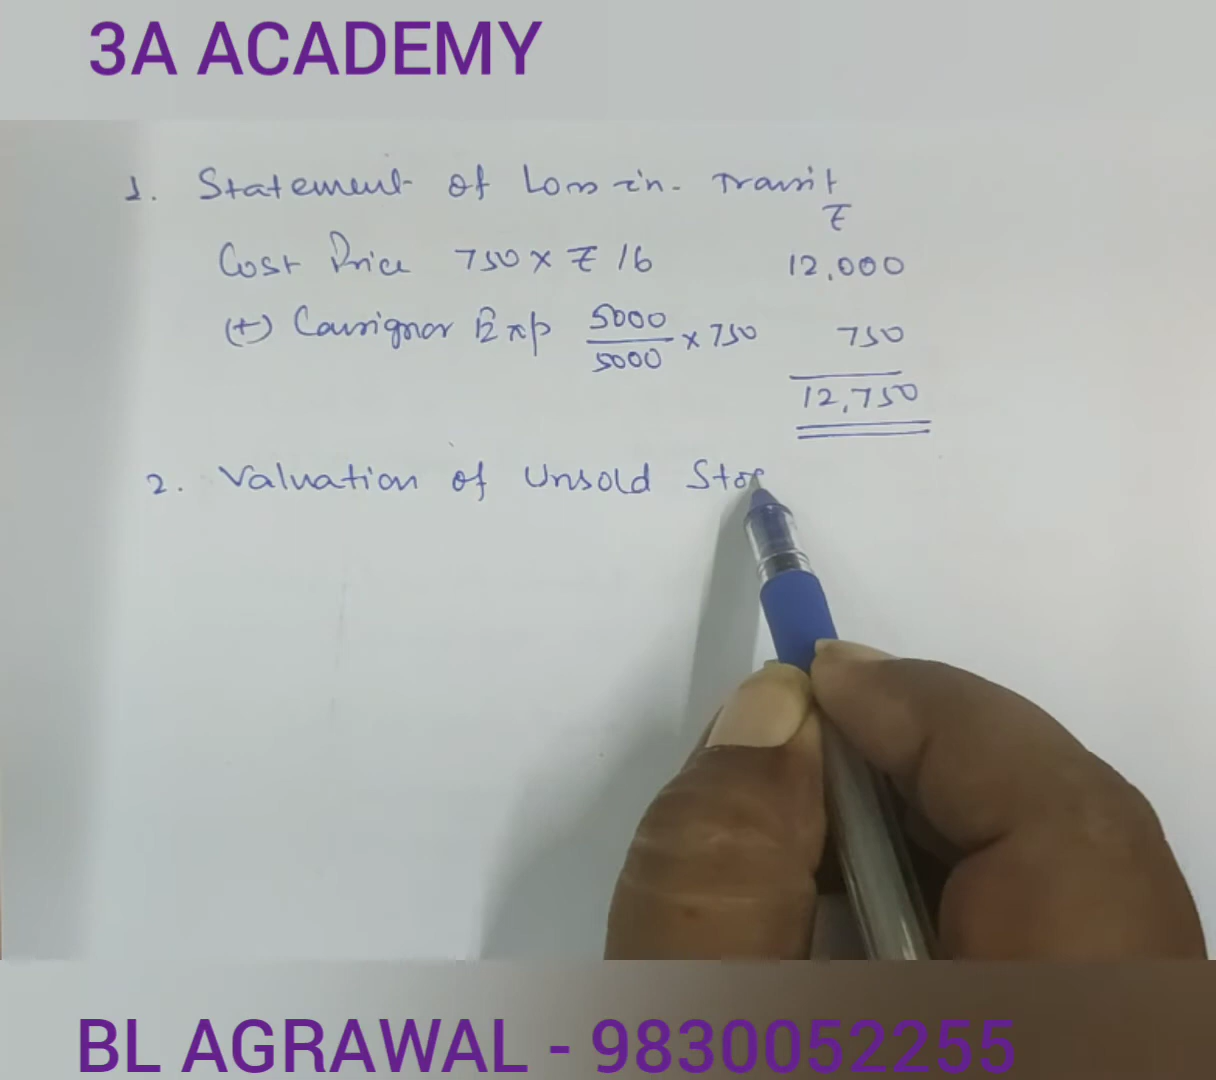 3A ACADEMY
1. Statement of Loss in Transit
₹
Cost Price 750 x ₹ 16 12,000
(+) Consignor Exp 5000/5000 x 750 750
12,750
2. Valuation of Unsold Sto
BL AGRAWAL - 9830052255